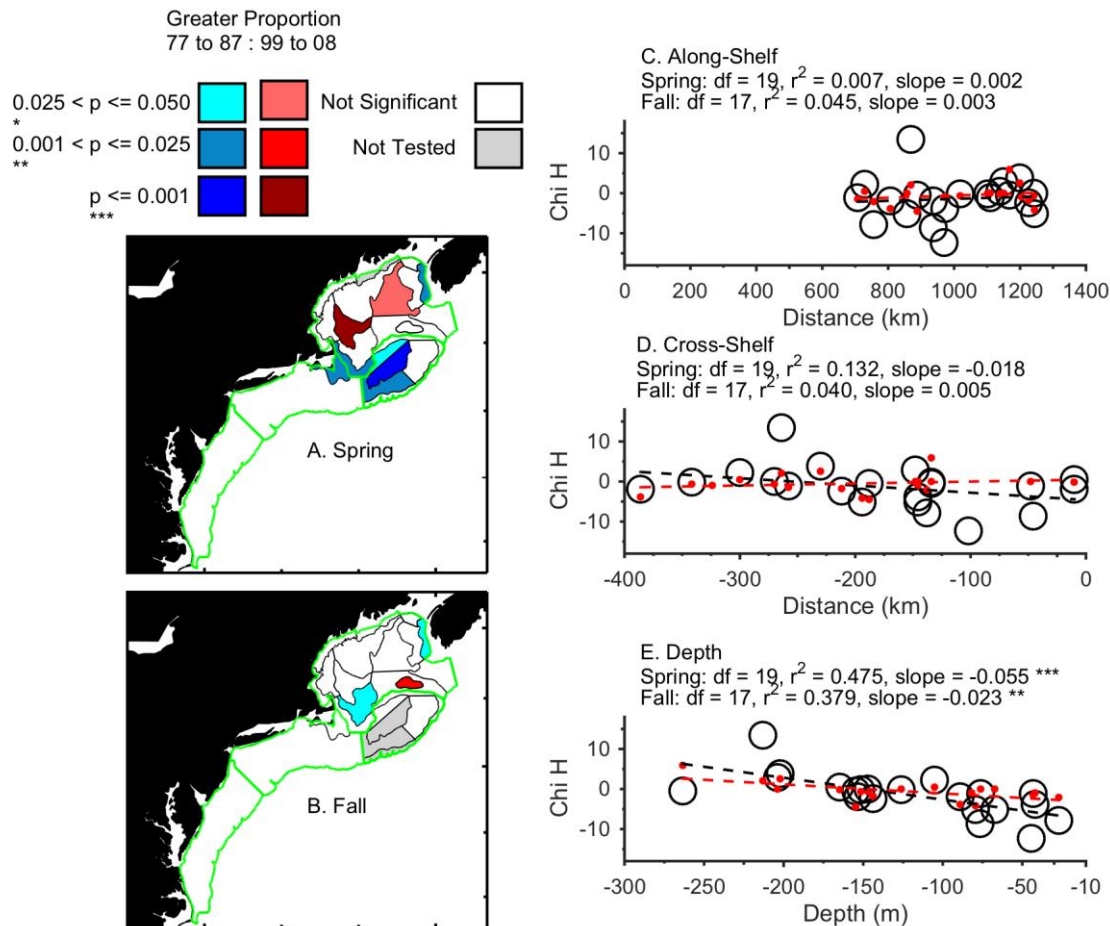 Greater Proportion
77 to 87 : 99 to 08
0.025 < p <= 0.050
*
0.001 < p <= 0.025
**
p <= 0.001
***
Not Significant
Not Tested
A. Spring
B. Fall
C. Along-Shelf
Spring: df = 19, r² = 0.007, slope = 0.002
Fall: df = 17, r² = 0.045, slope = 0.003
Chi H
10
0
-10
0 200 400 600 800 1000 1200 1400
Distance (km)
D. Cross-Shelf
Spring: df = 19, r² = 0.132, slope = -0.018
Fall: df = 17, r² = 0.040, slope = 0.005
Chi H
10
0
-10
-400 -300 -200 -100 0
Distance (km)
E. Depth
Spring: df = 19, r² = 0.475, slope = -0.055 ***
Fall: df = 17, r² = 0.379, slope = -0.023 **
Chi H
10
0
-10
-300 -250 -200 -150 -100 -50 -10
Depth (m)